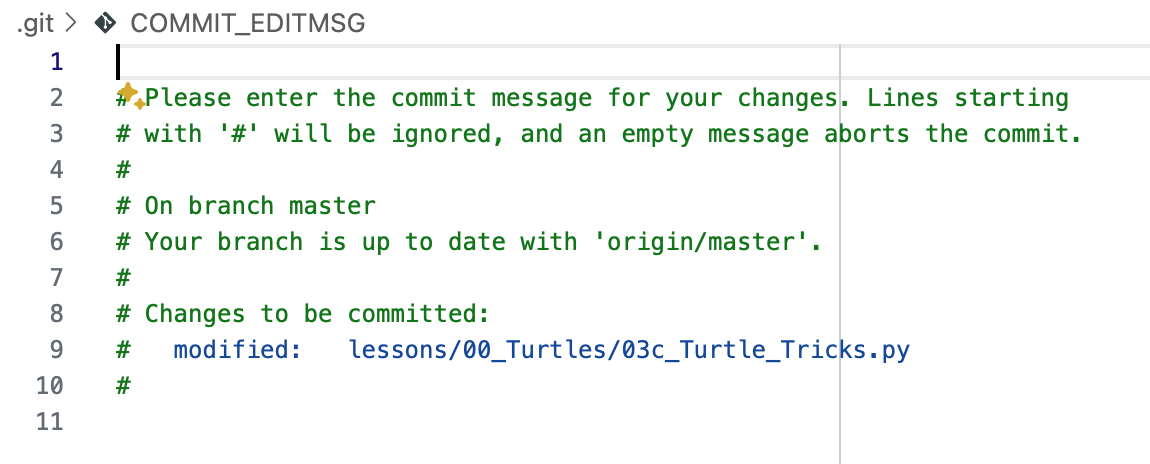 .git > COMMIT_EDITMSG
1
2 # Please enter the commit message for your changes. Lines starting
3 # with '#' will be ignored, and an empty message aborts the commit.
4 #
5 # On branch master
6 # Your branch is up to date with 'origin/master'.
7 #
8 # Changes to be committed:
9 #   modified:   lessons/00_Turtles/03c_Turtle_Tricks.py
10 #
11